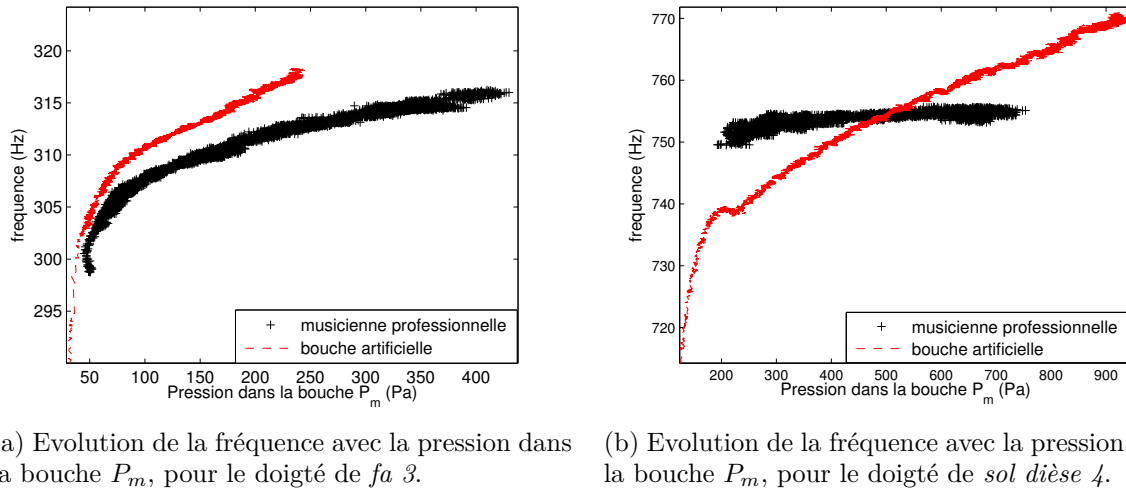 320
315
310
305
300
295
frequence (Hz)
50 100 150 200 250 300 350 400
Pression dans la bouche P_m (Pa)
musicienne professionnelle
bouche artificielle
770
760
750
740
730
720
frequence (Hz)
200 300 400 500 600 700 800 900
Pression dans la bouche P_m (Pa)
musicienne professionnelle
bouche artificielle
a) Evolution de la fréquence avec la pression dans
a bouche P_m, pour le doigté de fa 3.
(b) Evolution de la fréquence avec la pression
la bouche P_m, pour le doigté de sol dièse 4.